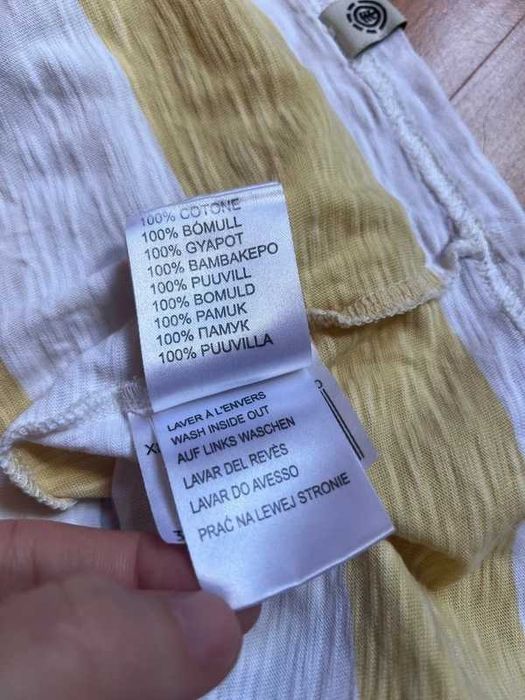 100% COTONE
100% BOMULL
100% GYAPOT
100% BAMBAKEPO
100% PUUVILL
100% BOMULD
100% PAMUK
100% ПАМУК
100% PUUVILLA
LAVER À L'ENVERS
WASH INSIDE OUT
AUF LINKS WASCHEN
LAVAR DEL REVÈS
LAVAR DO AVESSO
PRAĆ NA LEWEJ STRONIE